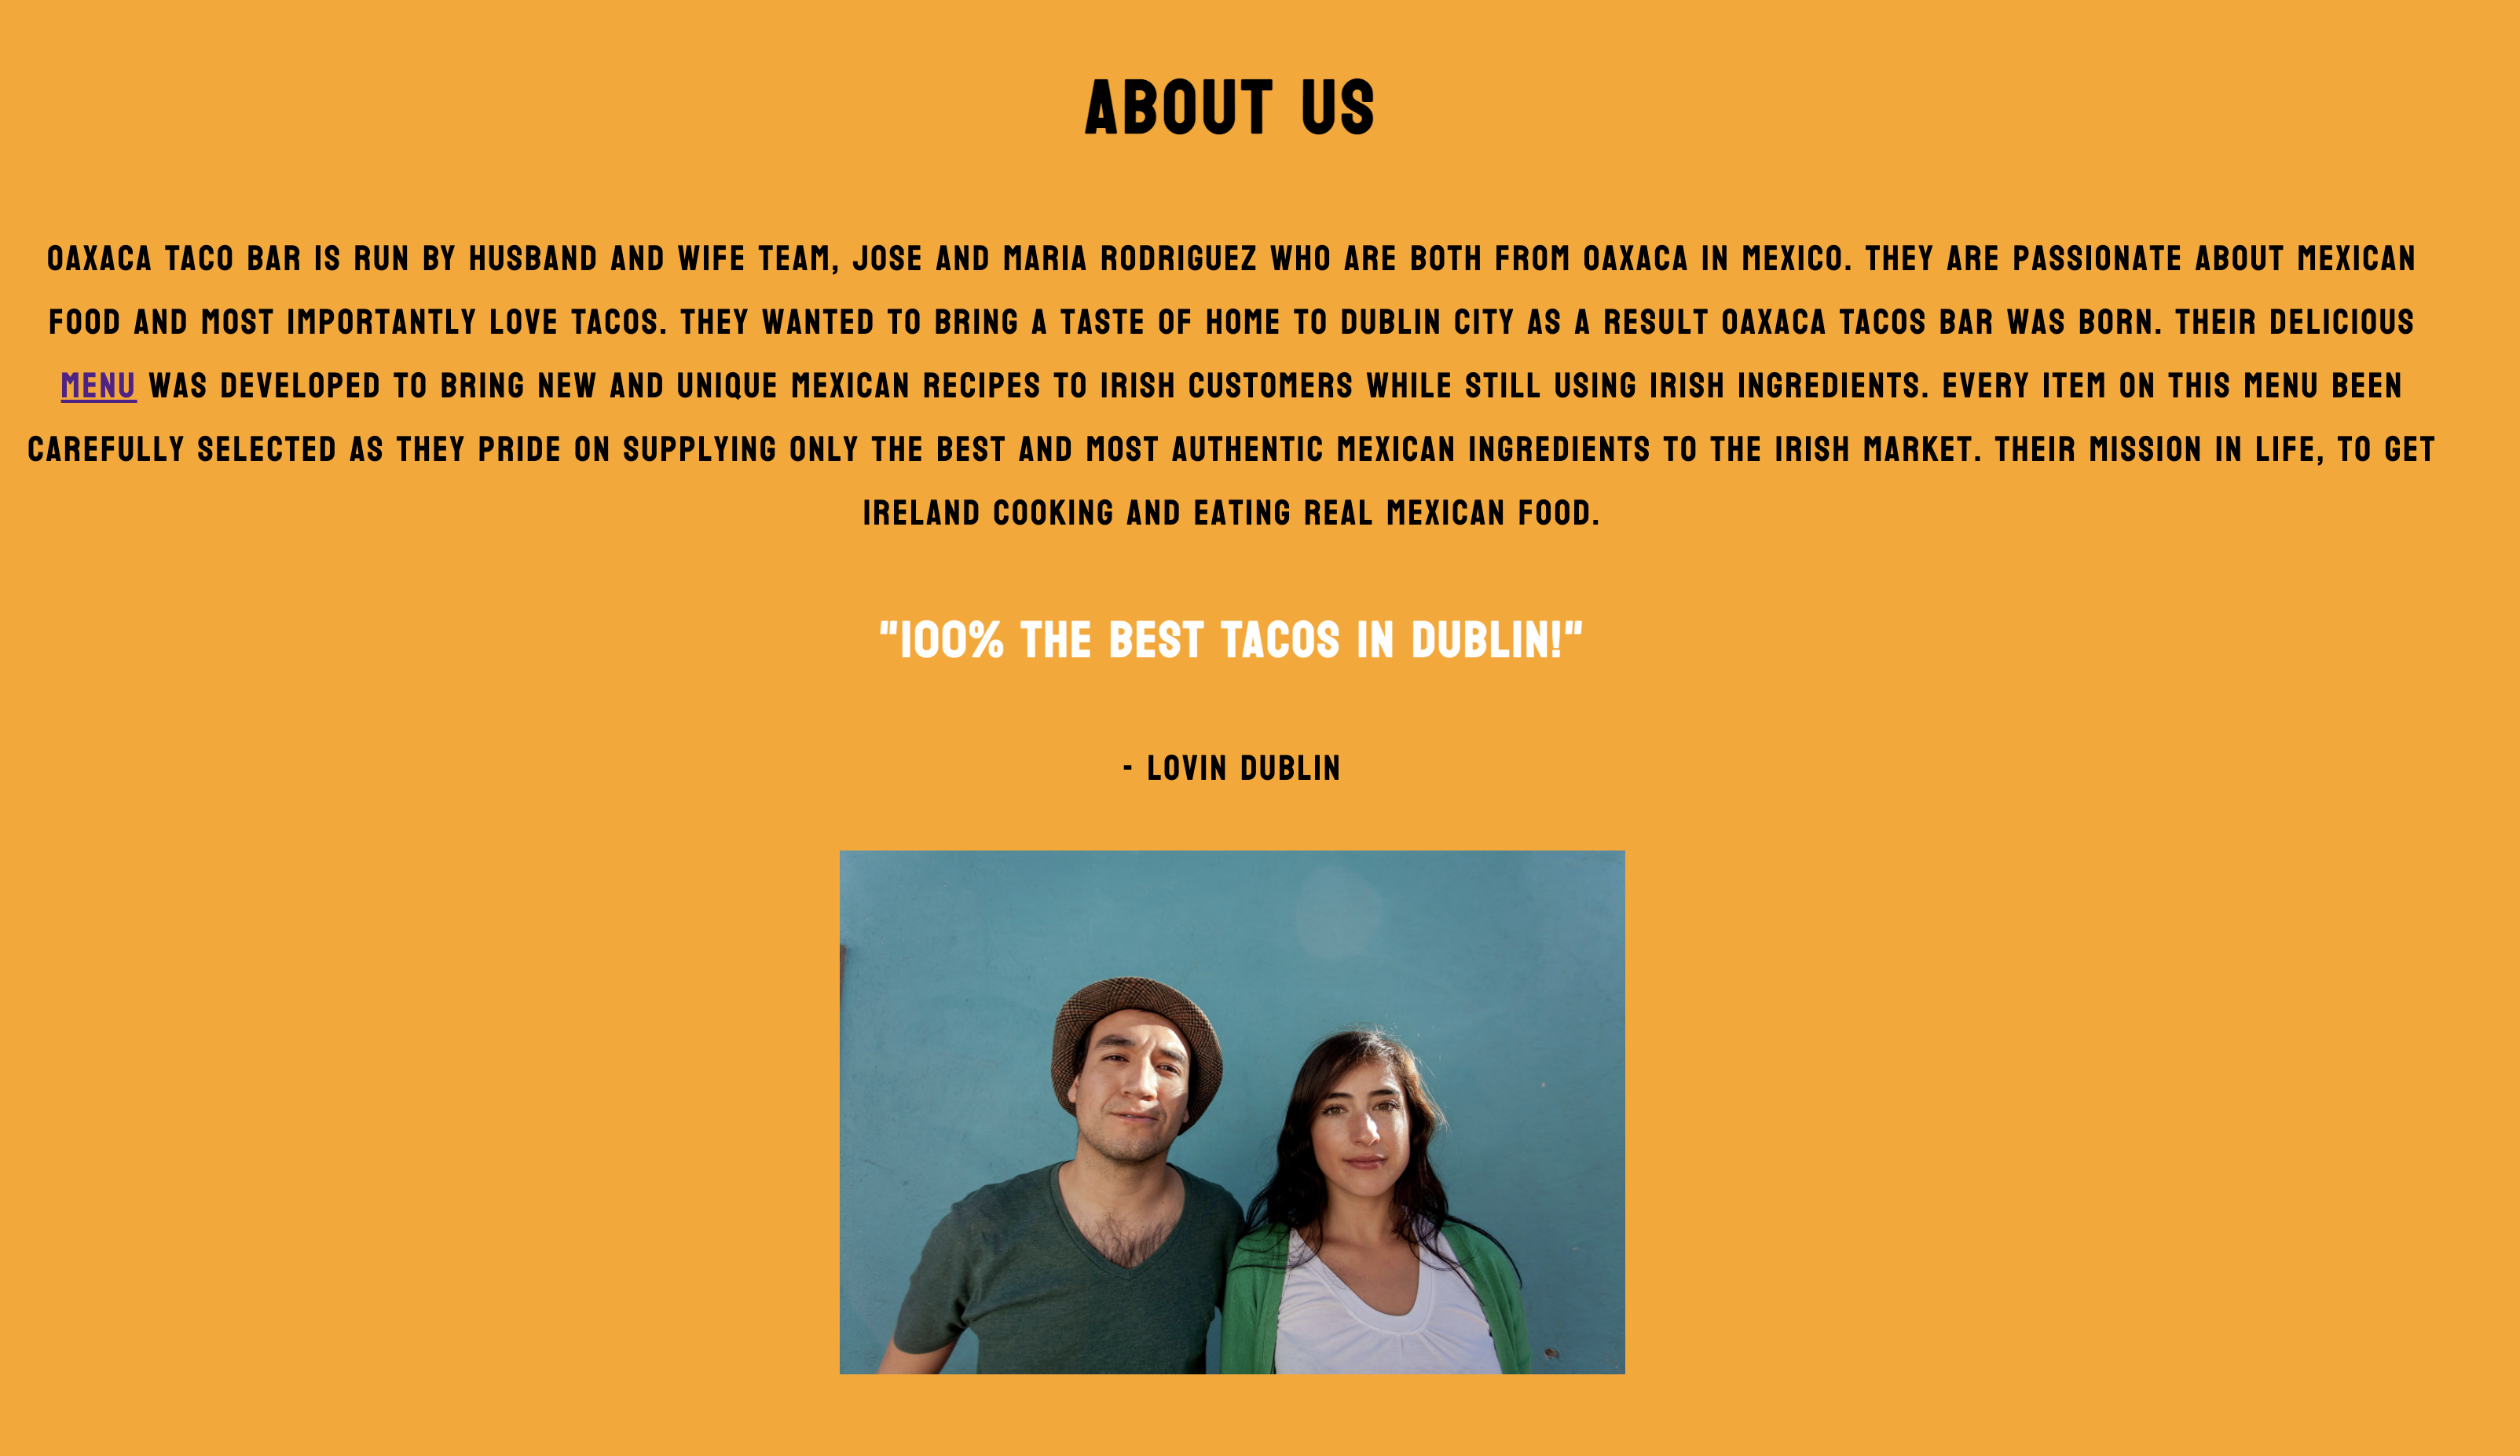 ABOUT US
OAXACA TACO BAR IS RUN BY HUSBAND AND WIFE TEAM, JOSE AND MARIA RODRIGUEZ WHO ARE BOTH FROM OAXACA IN MEXICO. THEY ARE PASSIONATE ABOUT MEXICAN
FOOD AND MOST IMPORTANTLY LOVE TACOS. THEY WANTED TO BRING A TASTE OF HOME TO DUBLIN CITY AS A RESULT OAXACA TACOS BAR WAS BORN. THEIR DELICIOUS
MENU WAS DEVELOPED TO BRING NEW AND UNIQUE MEXICAN RECIPES TO IRISH CUSTOMERS WHILE STILL USING IRISH INGREDIENTS. EVERY ITEM ON THIS MENU BEEN
CAREFULLY SELECTED AS THEY PRIDE ON SUPPLYING ONLY THE BEST AND MOST AUTHENTIC MEXICAN INGREDIENTS TO THE IRISH MARKET. THEIR MISSION IN LIFE, TO GET
IRELAND COOKING AND EATING REAL MEXICAN FOOD.
"100% THE BEST TACOS IN DUBLIN!"
- LOVIN DUBLIN